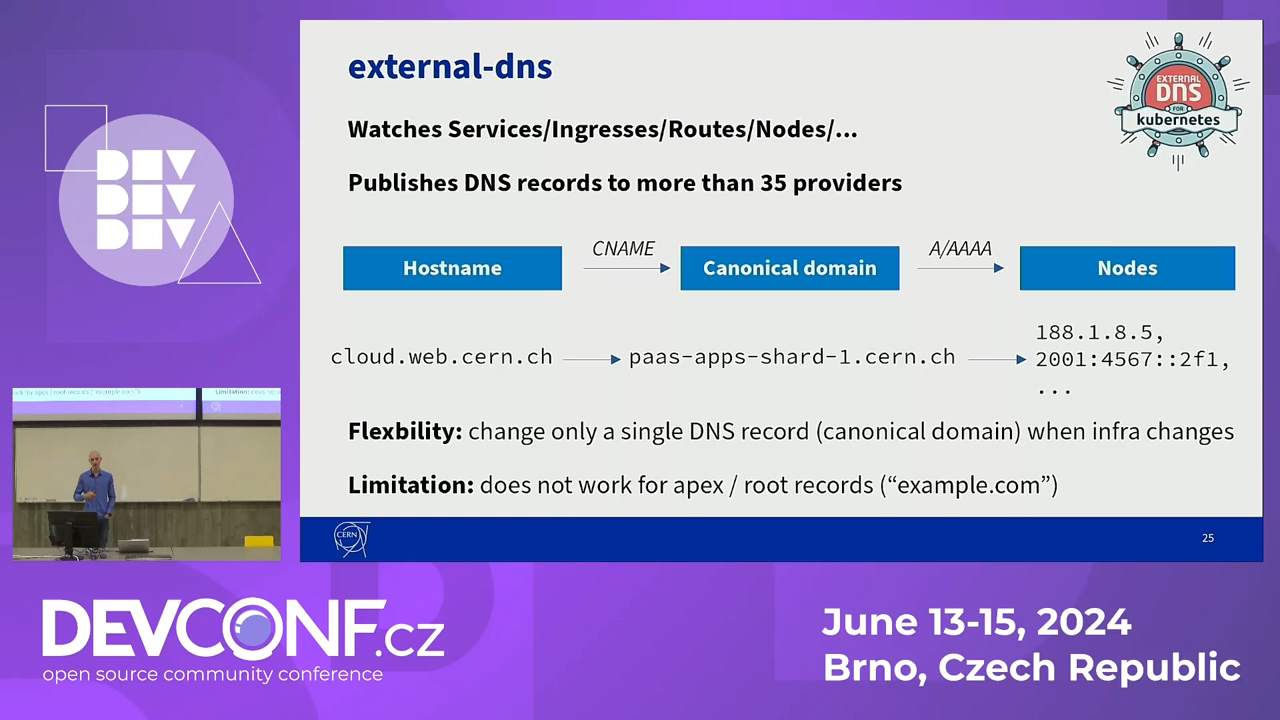 external-dns
EXTERNAL
DNS
FOR
kubernetes
Watches Services/Ingresses/Routes/Nodes/...
Publishes DNS records to more than 35 providers
CNAME
A/AAAA
Hostname
Canonical domain
Nodes
cloud.web.cern.ch
paas-apps-shard-1.cern.ch
188.1.8.5,
2001:4567::2f1,
...
Flexbility: change only a single DNS record (canonical domain) when infra changes
Limitation: does not work for apex / root records (“example.com”)
CERN
25
DEV
DEV
DEV
DEVCONF.cz
open source community conference
June 13-15, 2024
Brno, Czech Republic